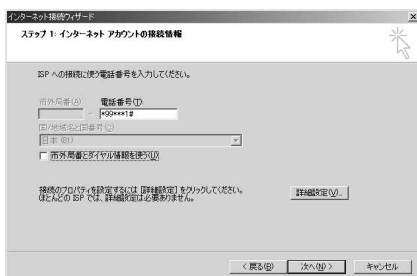 インターネット接続ウィザード
ステップ 1: インターネット アカウントの接続情報
ISP への接続に使う電話番号を入力してください。
市外局番(A) 電話番号(T):
- *99***1#
国/地域名と国番号(C)
日本 (81)
市外局番とダイヤル情報を使う(U)
接続のプロパティを設定するには [詳細設定] をクリックしてください。
ほとんどの ISP では、詳細設定は必要ありません。
詳細設定(V)...
< 戻る(B) 次へ(N) > キャンセル